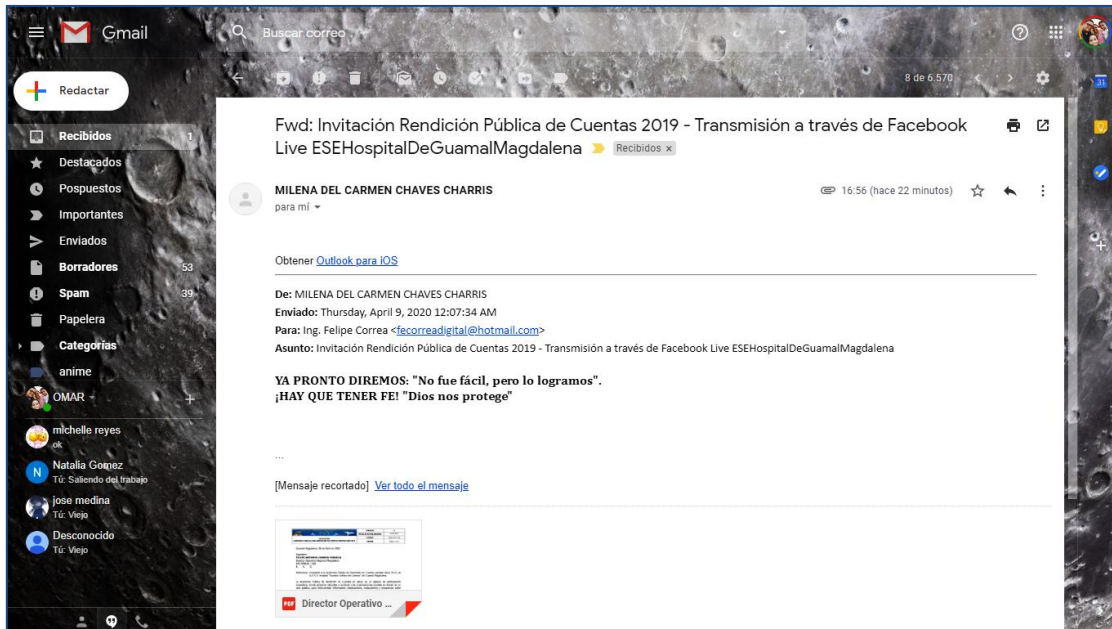 Gmail
Buscar correo
Redactar
8 de 6.570
31
Recibidos 1
Destacados
Pospuestos
Importantes
Enviados
Borradores 53
Spam 39
Papelera
Categorías
anime
OMAR
michelle reyes
ok
Natalia Gomez
N
Tú: Saliendo del trabajo
jose medina
Tú: Viejo
Desconocido
Tú: Viejo
Fwd: Invitación Rendición Pública de Cuentas 2019 - Transmisión a través de Facebook
Live ESEHospitalDeGuamalMagdalena Recibidos x
MILENA DEL CARMEN CHAVES CHARRIS
16:56 (hace 22 minutos)
para mí
Obtener Outlook para iOS
De: MILENA DEL CARMEN CHAVES CHARRIS
Enviado: Thursday, April 9, 2020 12:07:34 AM
Para: Ing. Felipe Correa <fecorreadigital@hotmail.com>
Asunto: Invitación Rendición Pública de Cuentas 2019 - Transmisión a través de Facebook Live ESEHospitalDeGuamalMagdalena
YA PRONTO DIREMOS: "No fue fácil, pero lo logramos".
¡HAY QUE TENER FE! "Dios nos protege"
...
[Mensaje recortado] Ver todo el mensaje
PDF Director Operativo ...